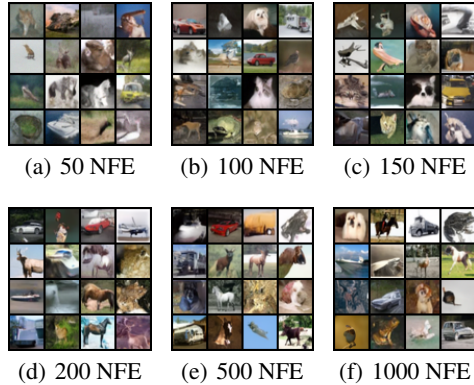 (a) 50 NFE
(b) 100 NFE
(c) 150 NFE
(d) 200 NFE
(e) 500 NFE
(f) 1000 NFE